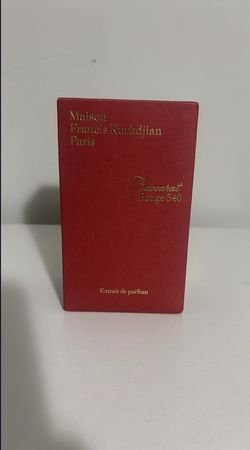 Maison
Francis Kurkdjian
Paris
Baccarat
Rouge 540
Extrait de parfum